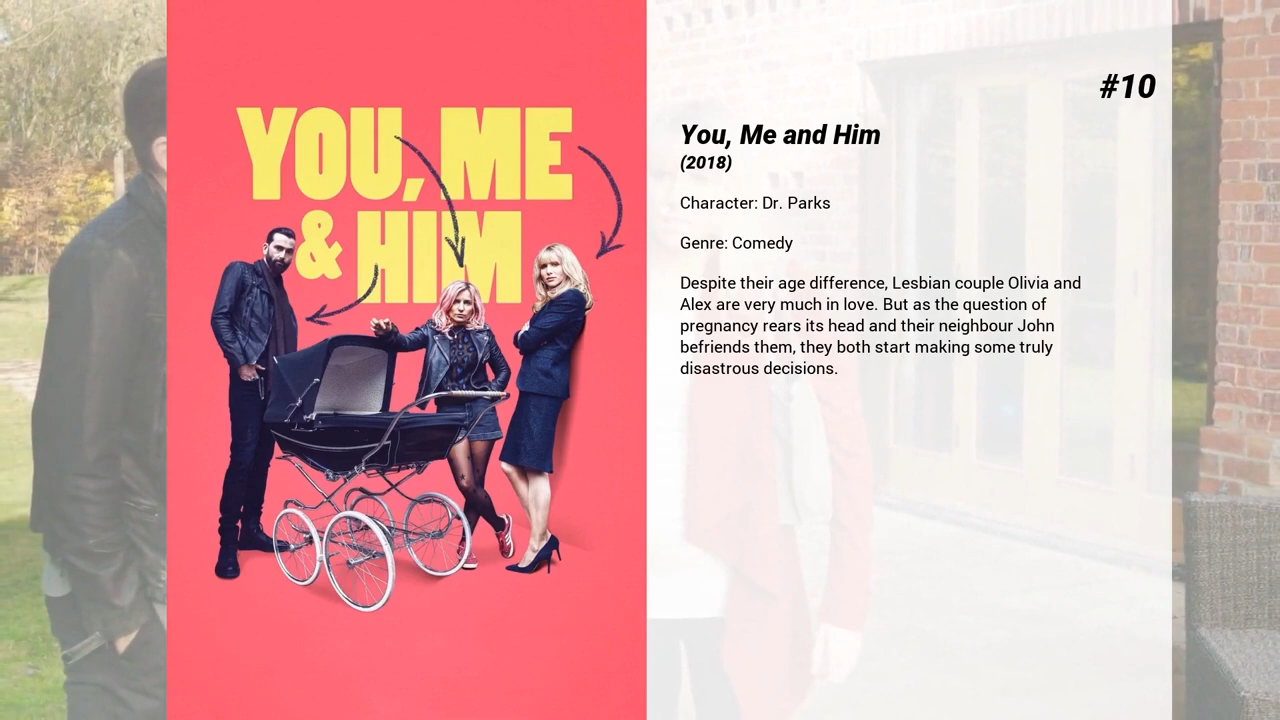 YOU, ME
& HIM
#10
You, Me and Him
(2018)
Character: Dr. Parks
Genre: Comedy
Despite their age difference, Lesbian couple Olivia and
Alex are very much in love. But as the question of
pregnancy rears its head and their neighbour John
befriends them, they both start making some truly
disastrous decisions.